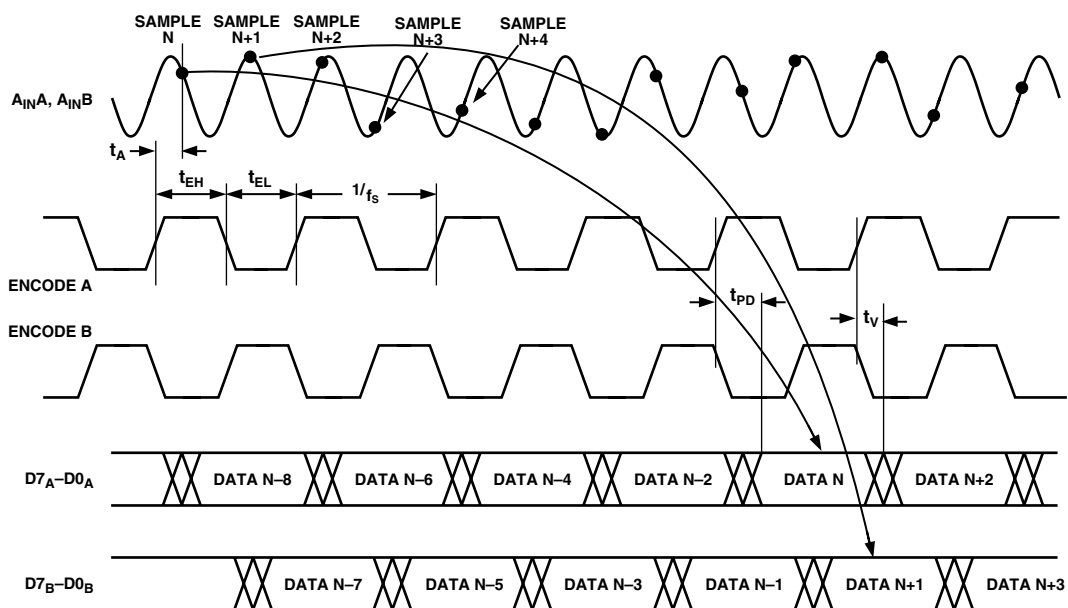 SAMPLE N
SAMPLE N+1
SAMPLE N+2
SAMPLE N+3
SAMPLE N+4
AINA, AINB
tA
tEH
tEL
1/fS
ENCODE A
tPD
tV
ENCODE B
D7A–D0A
DATA N–8
DATA N–6
DATA N–4
DATA N–2
DATA N
DATA N+2
D7B–D0B
DATA N–7
DATA N–5
DATA N–3
DATA N–1
DATA N+1
DATA N+3